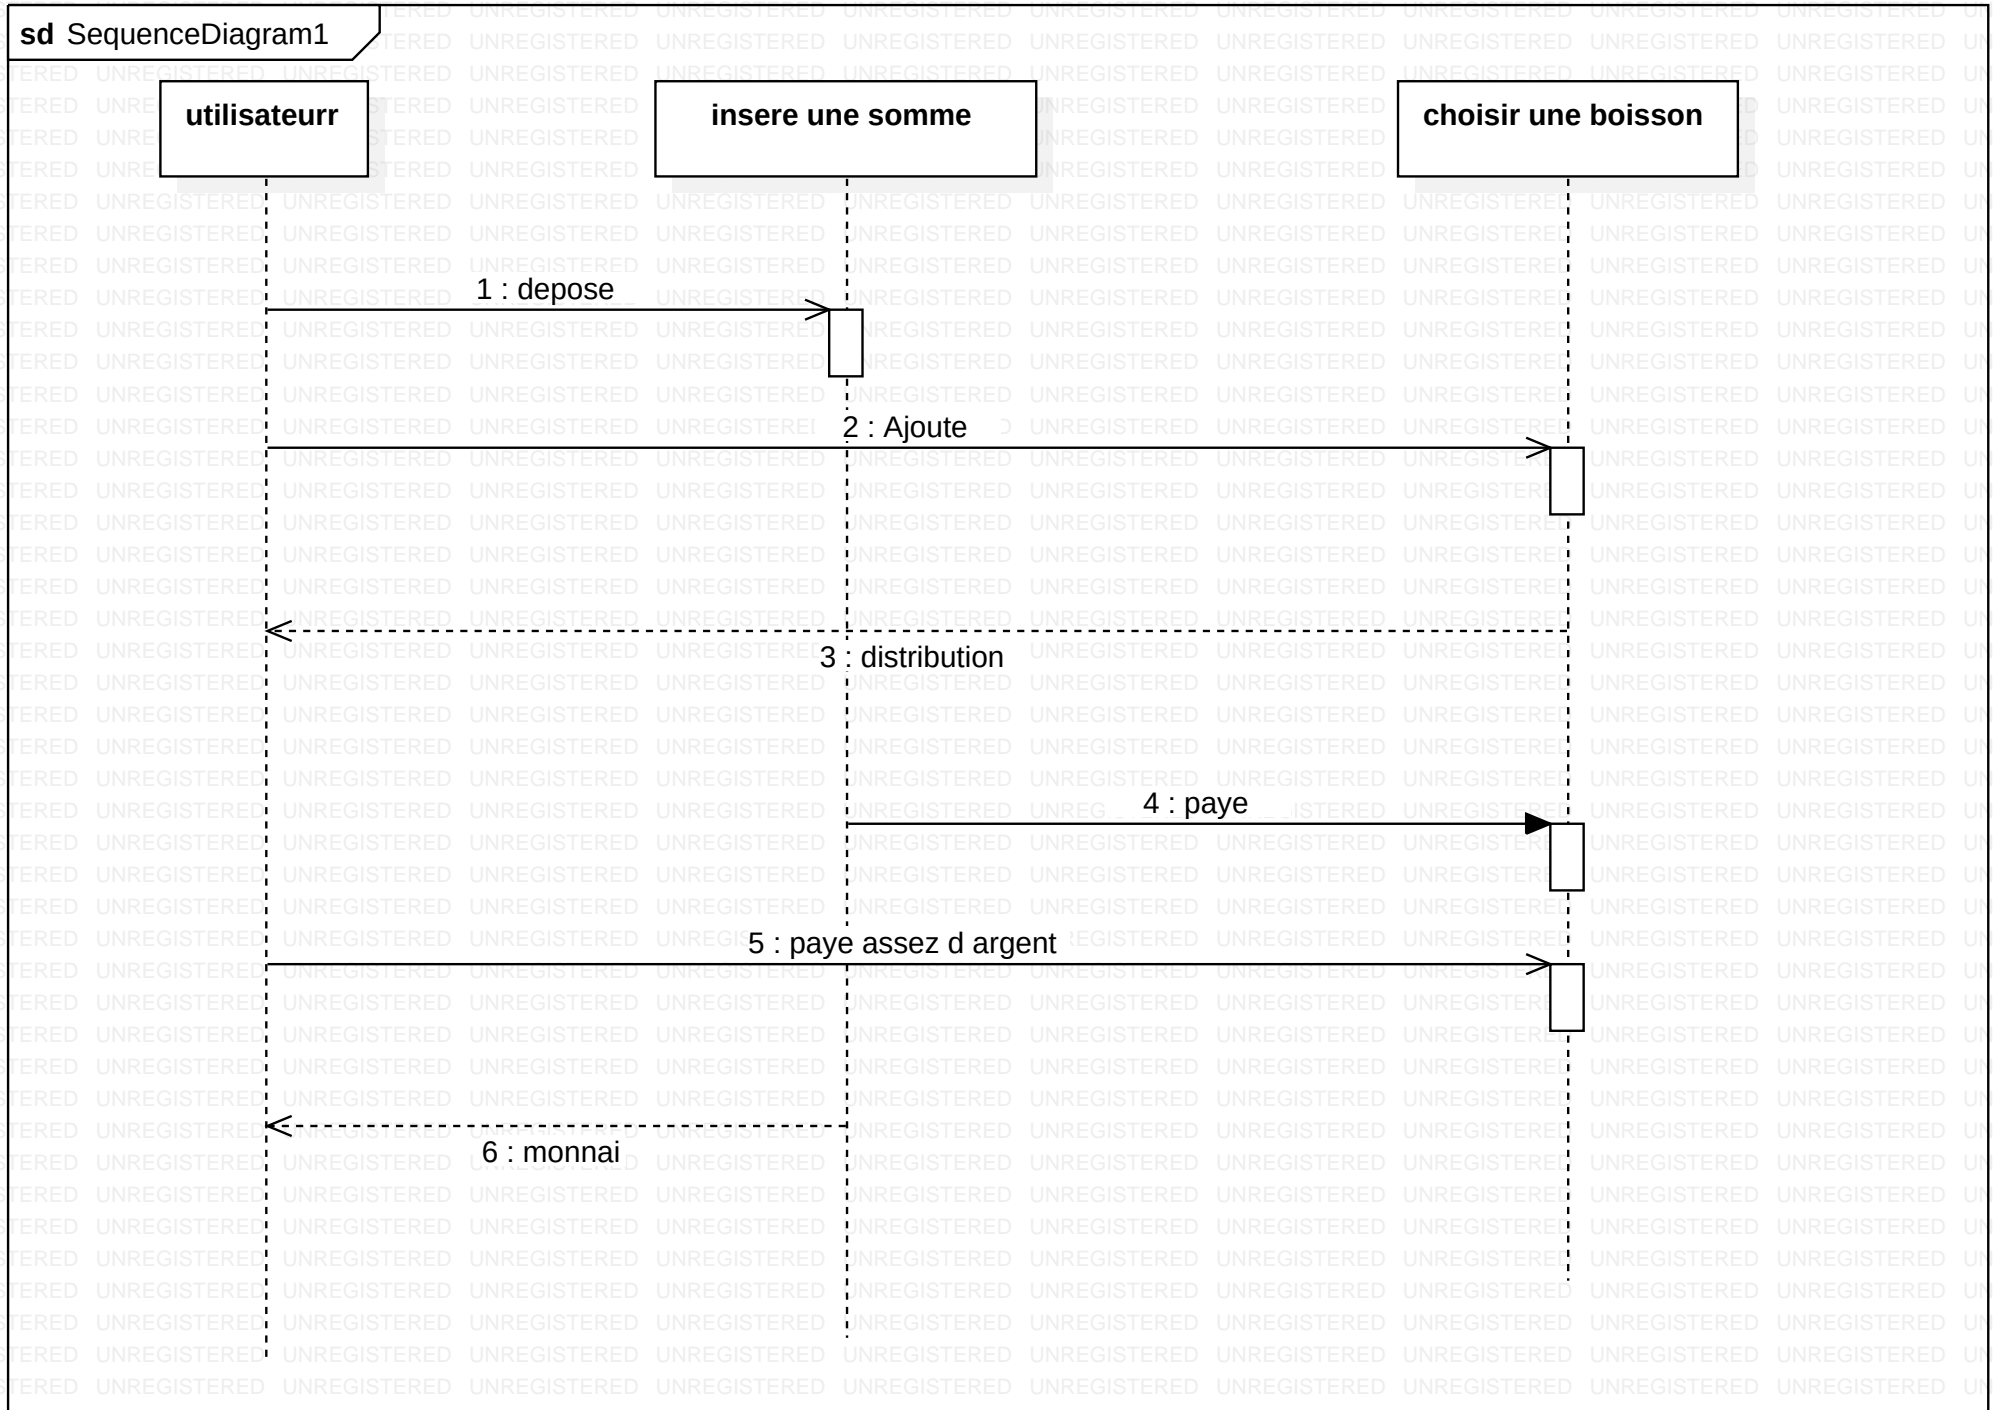 sd SequenceDiagram1
utilisateurr
insere une somme
choisir une boisson
1 : depose
2 : Ajoute
3 : distribution
4 : paye
5 : paye assez d argent
6 : monnai
UNREGISTERED